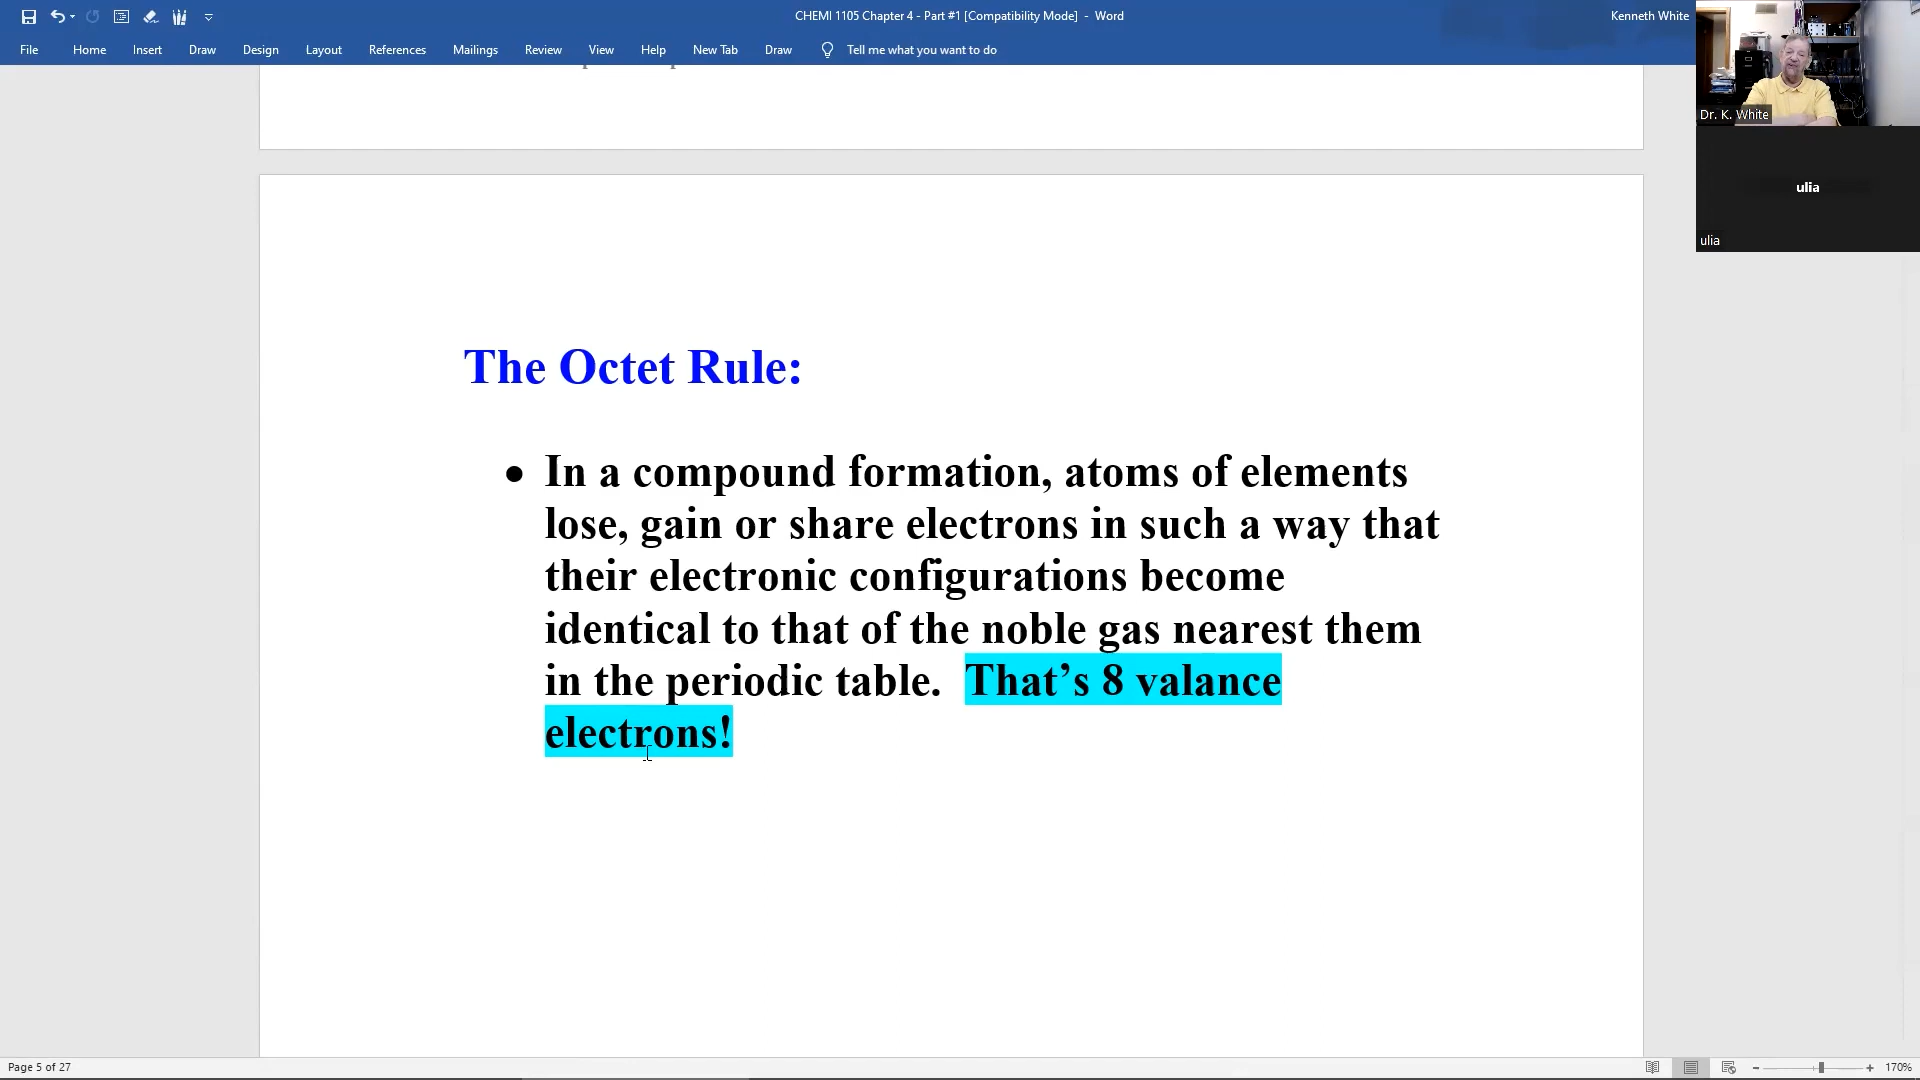 CHEMI 1105 Chapter 4 - Part #1 [Compatibility Mode] - Word
Kenneth White
File Home Insert Draw Design Layout References Mailings Review View Help New Tab Draw Tell me what you want to do
Dr. K. White
ulia
ulia
The Octet Rule:
• In a compound formation, atoms of elements
lose, gain or share electrons in such a way that
their electronic configurations become
identical to that of the noble gas nearest them
in the periodic table. That’s 8 valance
electrons!
Page 5 of 27
170%